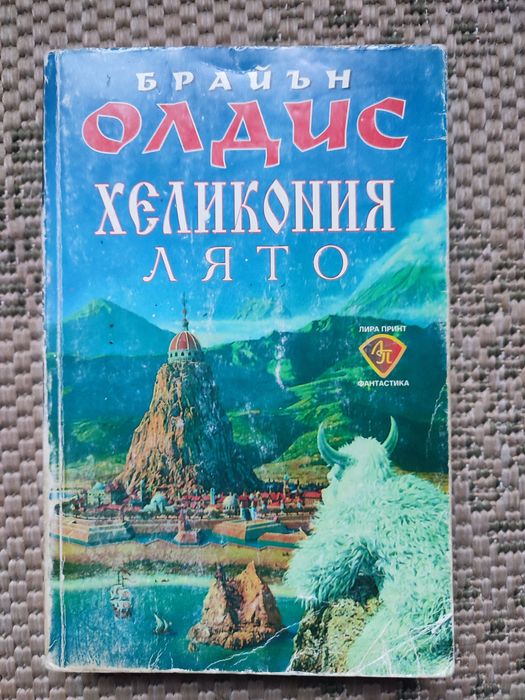 БРАЙЪН
ОЛДИС
ХЕЛИКОНИЯ
ЛЯТО
ЛИРА ПРИНТ
ЛП
ФАНТАСТИКА